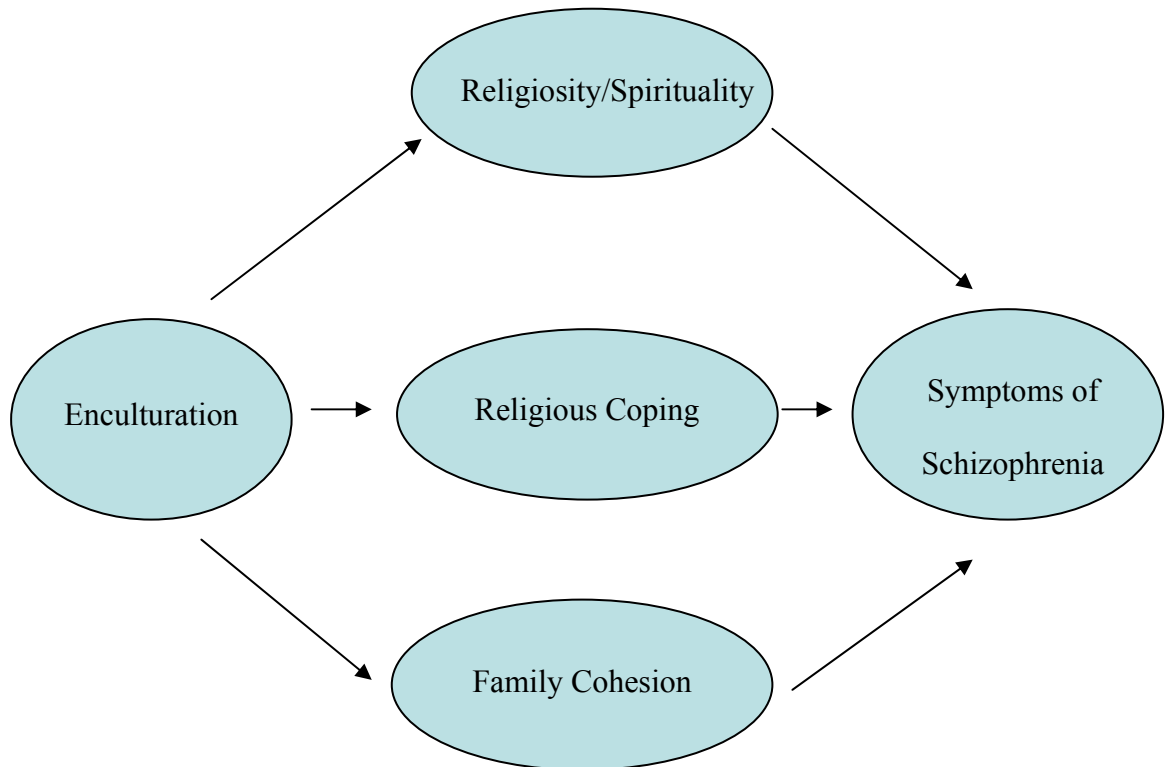 Religiosity/Spirituality
Enculturation
Religious Coping
Symptoms of
Schizophrenia
Family Cohesion